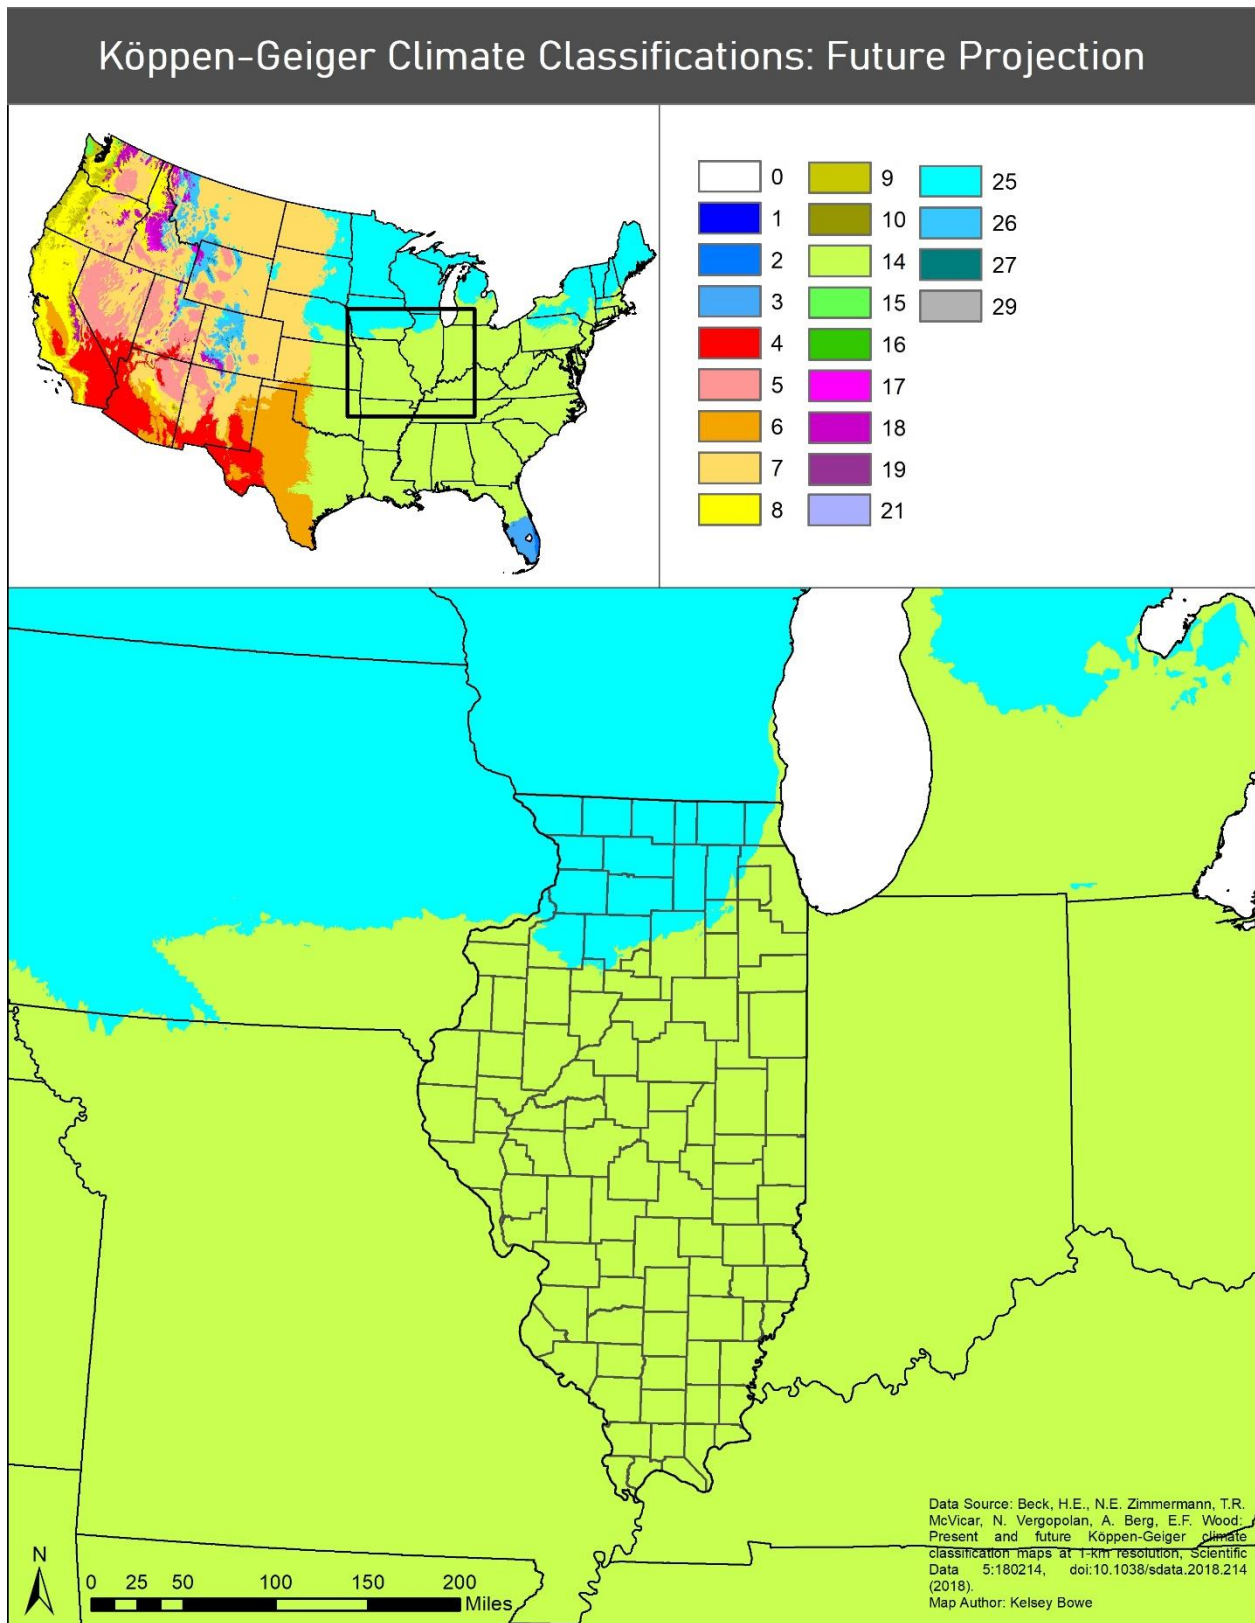 Köppen-Geiger Climate Classifications: Future Projection
0
1
2
3
4
5
6
7
8
9
10
14
15
16
17
18
19
21
25
26
27
29
N
0 25 50 100 150 200
Miles
Data Source: Beck, H.E., N.E. Zimmermann, T.R.
McVicar, N. Vergopolan, A. Berg, E.F. Wood:
Present and future Köppen-Geiger climate
classification maps at 1-km resolution, Scientific
Data 5:180214, doi:10.1038/sdata.2018.214
(2018).
Map Author: Kelsey Bowe